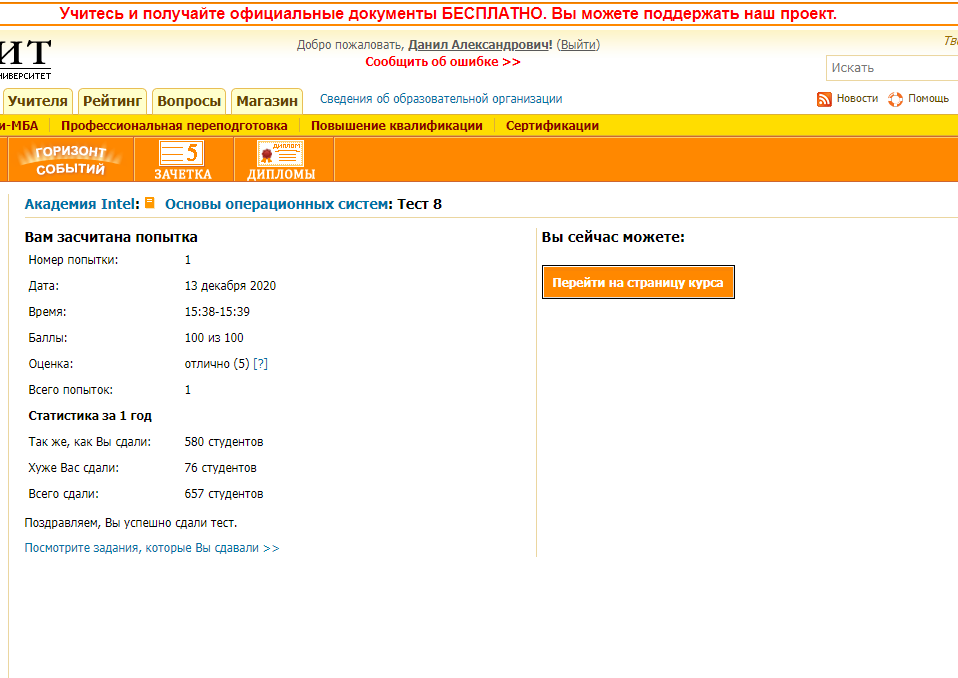 Учитесь и получайте официальные документы БЕСПЛАТНО. Вы можете поддержать наш проект.
ИТ
НИВЕРСИТЕТ
Добро пожаловать, Данил Александрович! (Выйти)
Сообщить об ошибке >>
Тво
Искать
Учителя Рейтинг Вопросы Магазин Сведения об образовательной организации Новости Помощь
и-МБА Профессиональная переподготовка Повышение квалификации Сертификации
ГОРИЗОНТ СОБЫТИЙ
5 ЗАЧЕТКА
ДИПЛОМ ДИПЛОМЫ
Академия Intel: Основы операционных систем: Тест 8
Вам засчитана попытка
Номер попытки: 1
Дата: 13 декабря 2020
Время: 15:38-15:39
Баллы: 100 из 100
Оценка: отлично (5) [?]
Всего попыток: 1
Статистика за 1 год
Так же, как Вы сдали: 580 студентов
Хуже Вас сдали: 76 студентов
Всего сдали: 657 студентов
Поздравляем, Вы успешно сдали тест.
Посмотрите задания, которые Вы сдавали >>
Вы сейчас можете:
Перейти на страницу курса